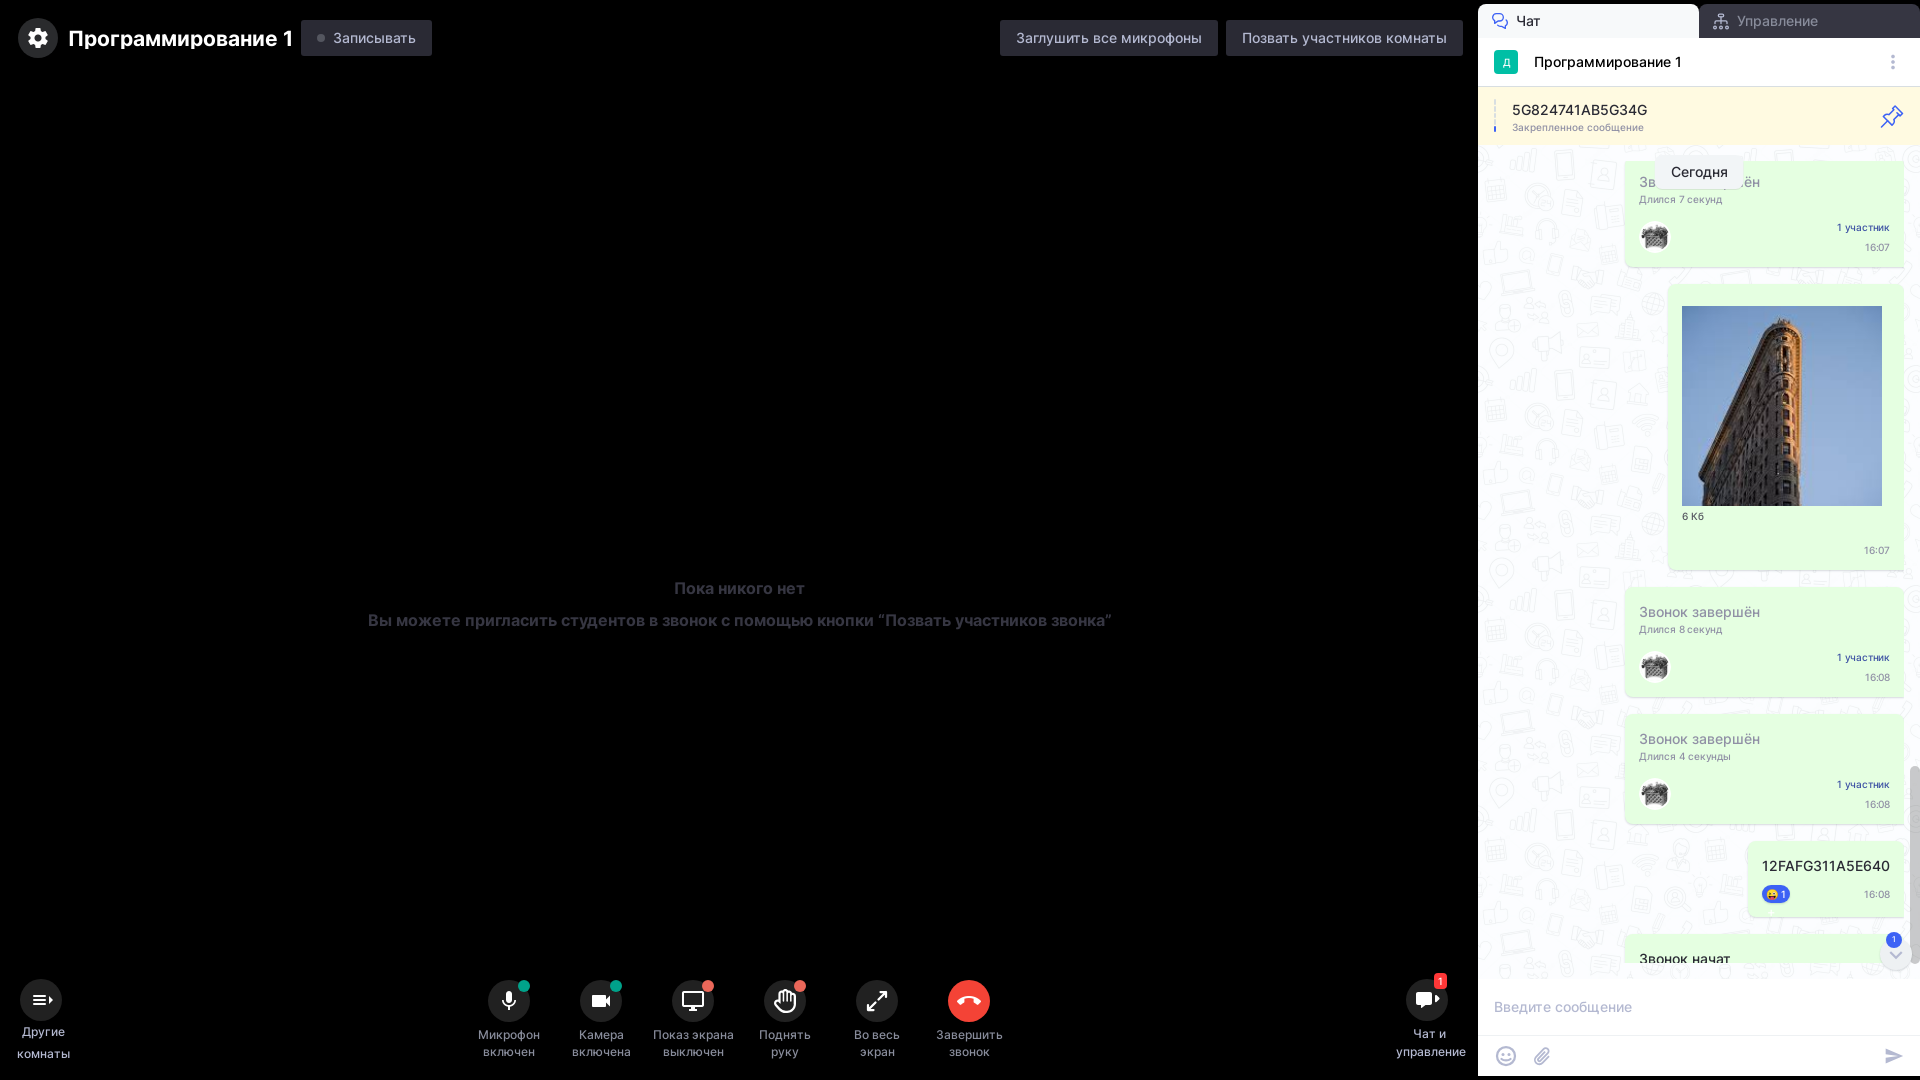 Программирование 1
Записывать
Заглушить все микрофоны
Позвать участников комнаты
Пока никого нет
Вы можете пригласить студентов в звонок с помощью кнопки “Позвать участников звонка”
Другие
комнаты
Микрофон
включен
Камера
включена
Показ экрана
выключен
Поднять
руку
Во весь
экран
Завершить
звонок
1
Чат и
управление
Чат
Управление
Д
Программирование 1
5G824741AB5G34G
Закрепленное сообщение
Сегодня
Длился 7 секунд
1 участник
16:07
6 Кб
16:07
Звонок завершён
Длился 8 секунд
1 участник
16:08
Звонок завершён
Длился 4 секунды
1 участник
16:08
12FAFG311A5E640
1
16:08
Звонок начат
1
Введите сообщение